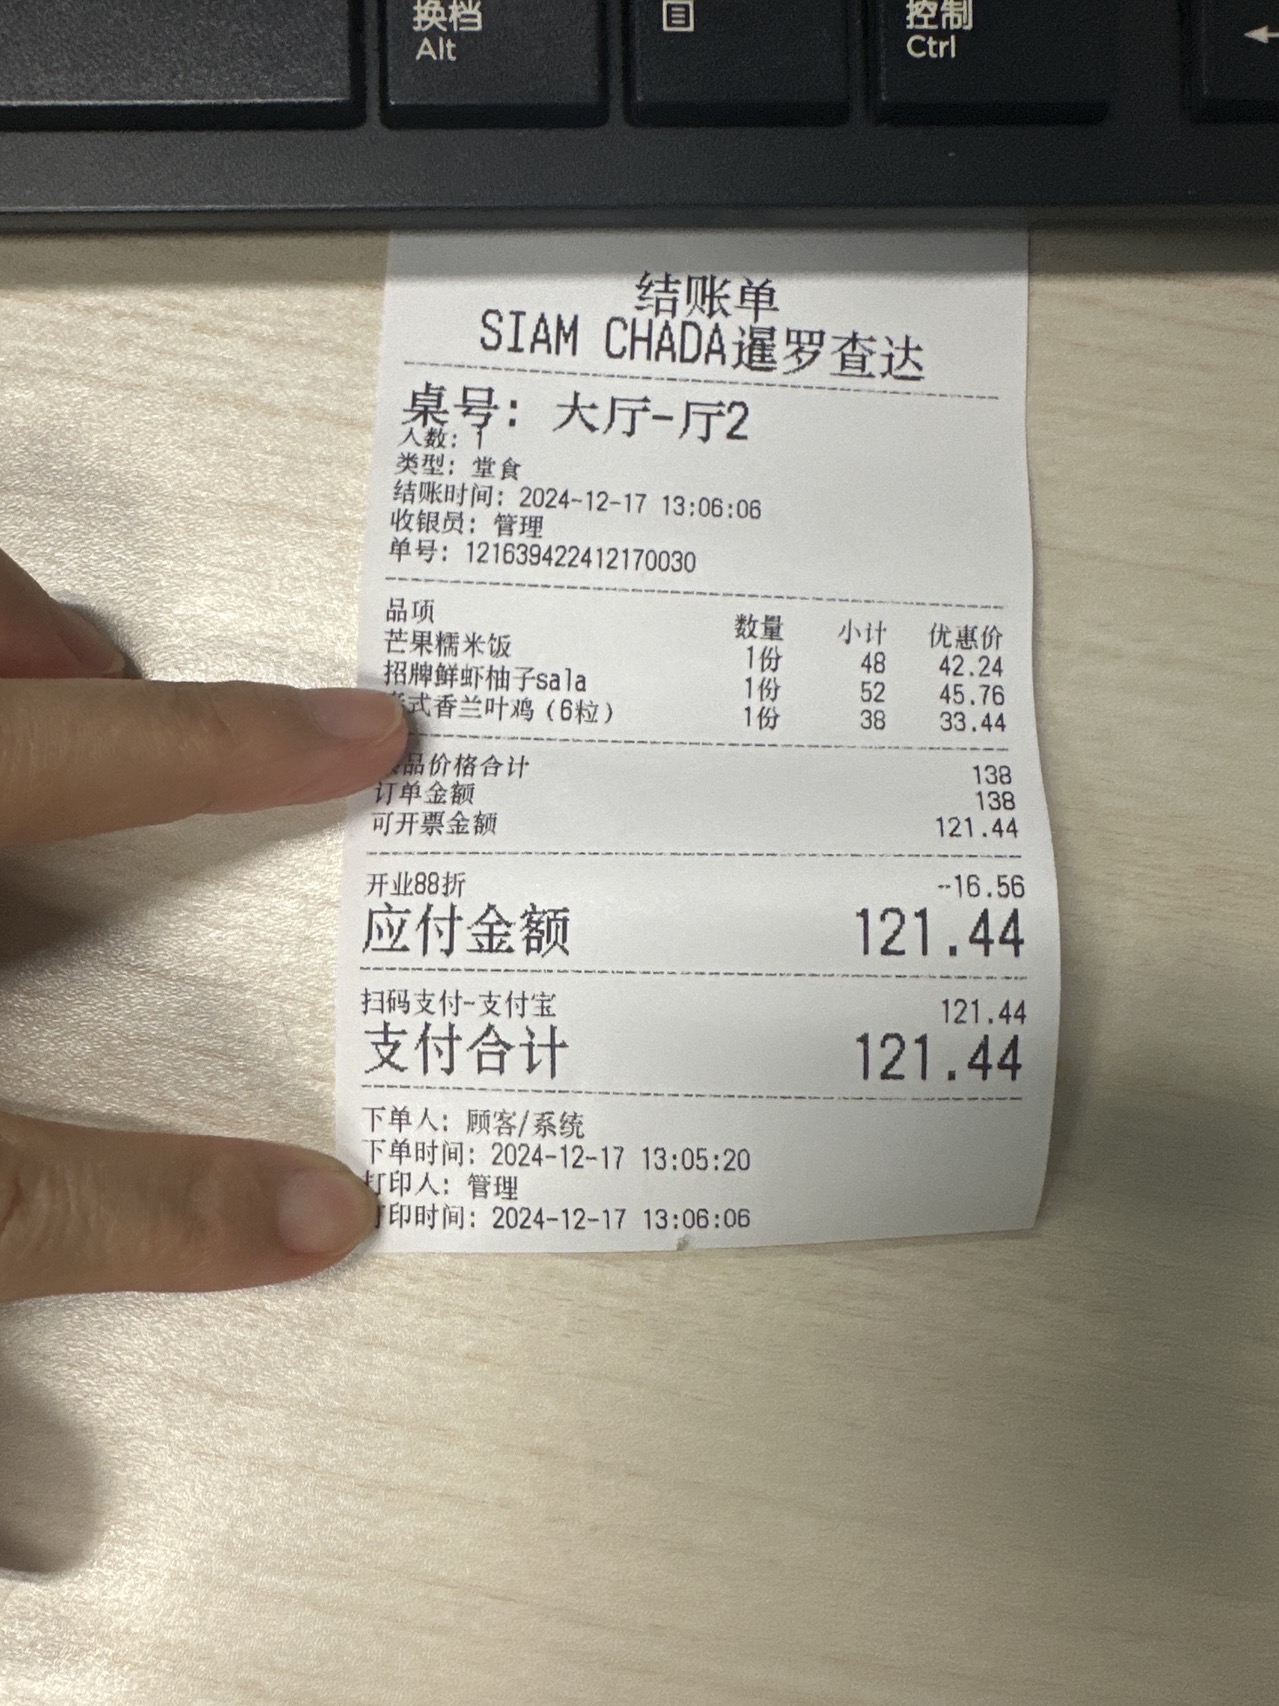 换档
Alt
控制
Ctrl
结账单
SIAM CHADA暹罗查达
桌号: 大厅-厅2
人数: 1
类型: 堂食
结账时间: 2024-12-17 13:06:06
收银员: 管理
单号: 121639422412170030
品项 数量 小计 优惠价
芒果糯米饭 1份 48 42.24
招牌鲜虾柚子sala 1份 52 45.76
式香兰叶鸡(6粒) 1份 38 33.44
品价格合计 138
订单金额 138
可开票金额 121.44
开业88折 --16.56
应付金额 121.44
扫码支付-支付宝 121.44
支付合计 121.44
下单人: 顾客/系统
下单时间: 2024-12-17 13:05:20
打印人: 管理
打印时间: 2024-12-17 13:06:06